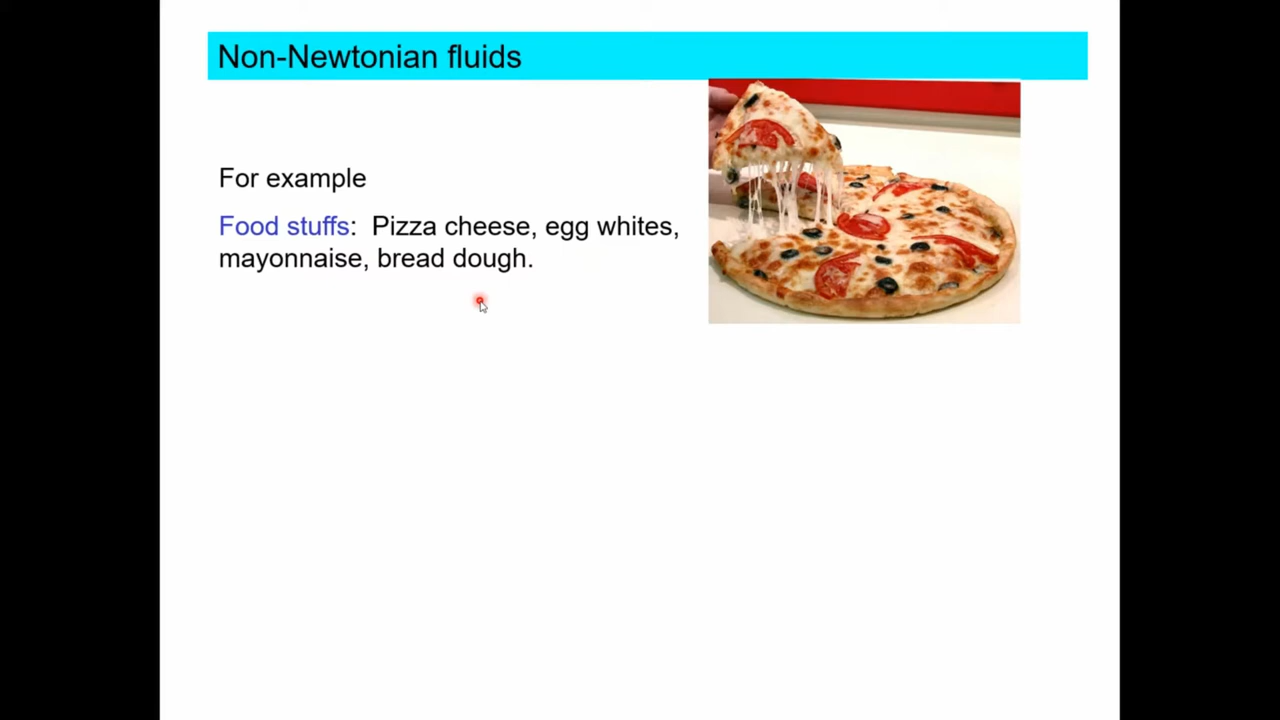 Non-Newtonian fluids
For example
Food stuffs: Pizza cheese, egg whites,
mayonnaise, bread dough.